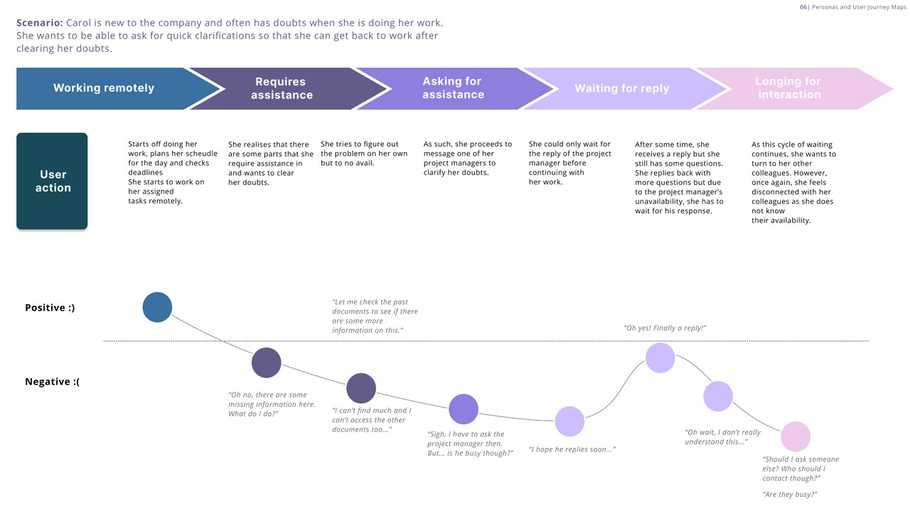 06| Personas and User Journey Maps
Scenario: Carol is new to the company and often has doubts when she is doing her work.
She wants to be able to ask for quick clarifications so that she can get back to work after
clearing her doubts.
Working remotely
Requires
assistance
Asking for
assistance
Waiting for reply
Longing for
interaction
User
action
Starts off doing her
work, plans her scheudle
for the day and checks
deadlines
She starts to work on
her assigned
tasks remotely.
She realises that there
are some parts that she
require assistance in
and wants to clear
her doubts.
She tries to figure out
the problem on her own
but to no avail.
As such, she proceeds to
message one of her
project managers to
clarify her doubts.
She could only wait for
the reply of the project
manager before
continuing with
her work.
After some time, she
receives a reply but she
still has some questions.
She replies back with
more questions but due
to the project manager's
unavailability, she has to
wait for his response.
As this cycle of waiting
continues, she wants to
turn to her other
colleagues. However,
once again, she feels
disconnected with her
colleagues as she does
not know
their availability.
Positive :)
Negative :(
"Let me check the past
documents to see if there
are some more
information on this."
"Oh yes! Finally a reply!"
"Oh no, there are some
missing information here.
What do I do?"
"I can't find much and I
can't access the other
documents too..."
"Sigh, I have to ask the
project manager then.
But... is he busy though?"
"I hope he replies soon..."
"Oh wait, I don't really
understand this..."
"Should I ask someone
else? Who should I
contact though?"
"Are they busy?"